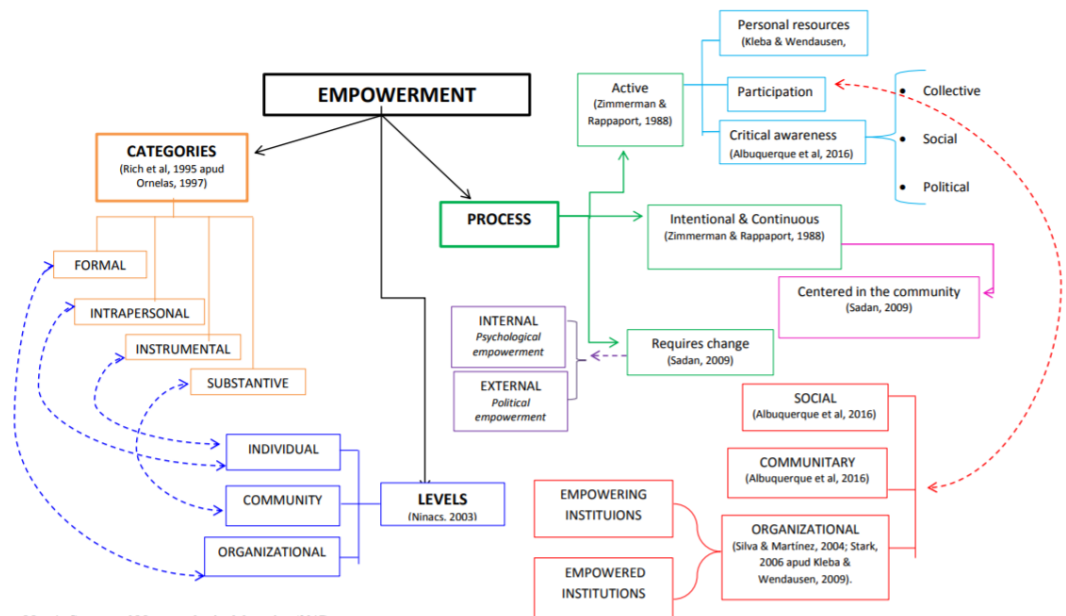 EMPOWERMENT
CATEGORIES
(Rich et al, 1995 apud
Ornelas, 1997)
FORMAL
INTRAPERSONAL
INSTRUMENTAL
SUBSTANTIVE
PROCESS
Active
(Zimmerman &
Rappaport, 1988)
Personal resources
(Kleba & Wendausen,
Participation
Critical awareness
(Albuquerque et al, 2016)
• Collective
• Social
• Political
Intentional & Continuous
(Zimmerman & Rappaport, 1988)
Centered in the community
(Sadan, 2009)
Requires change
(Sadan, 2009)
INTERNAL
Psychological
empowerment
EXTERNAL
Political
empowerment
LEVELS
(Ninacs. 2003)
INDIVIDUAL
COMMUNITY
ORGANIZATIONAL
SOCIAL
(Albuquerque et al, 2016)
COMMUNITARY
(Albuquerque et al, 2016)
ORGANIZATIONAL
(Silva & Martínez, 2004; Stark,
2006 apud Kleba &
Wendausen, 2009).
EMPOWERING
INSTITUIONS
EMPOWERED
INSTITUTIONS